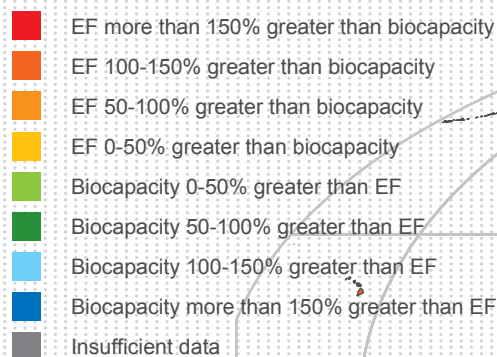 EF more than 150% greater than biocapacity
EF 100-150% greater than biocapacity
EF 50-100% greater than biocapacity
EF 0-50% greater than biocapacity
Biocapacity 0-50% greater than EF
Biocapacity 50-100% greater than EF
Biocapacity 100-150% greater than EF
Biocapacity more than 150% greater than EF
Insufficient data